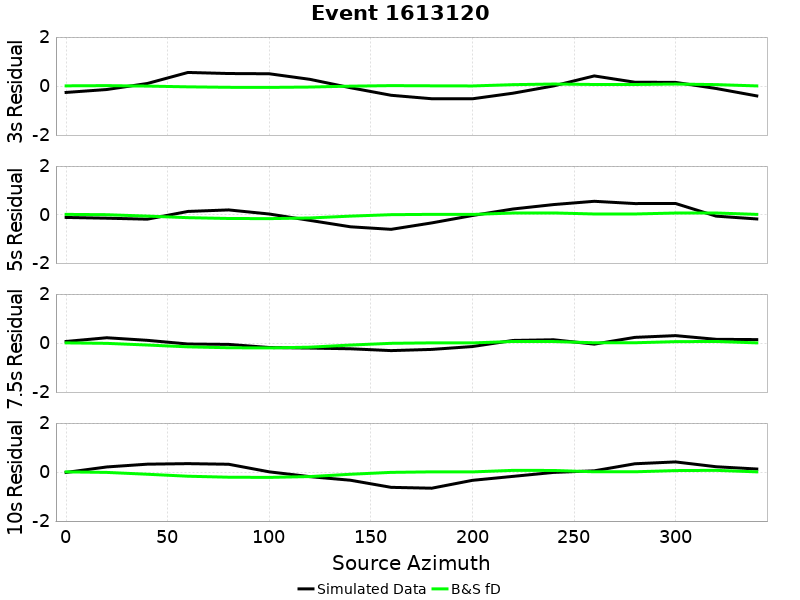 Event 1613120
3s Residual
2
0
-2
5s Residual
2
0
-2
7.5s Residual
2
0
-2
10s Residual
2
0
-2
0 50 100 150 200 250 300
Source Azimuth
Simulated Data B&S fD